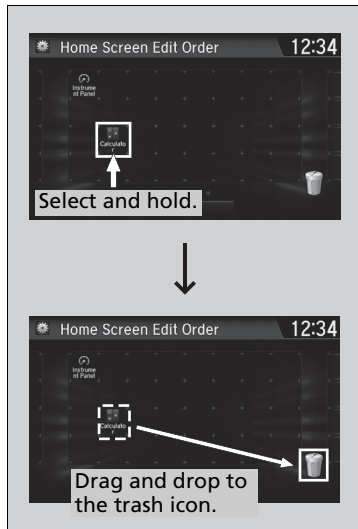 Home Screen Edit Order 12:34
Instrume
nt Panel
Calculato
r
Select and hold.
Home Screen Edit Order 12:34
Instrume
nt Panel
Calculato
r
Drag and drop to
the trash icon.